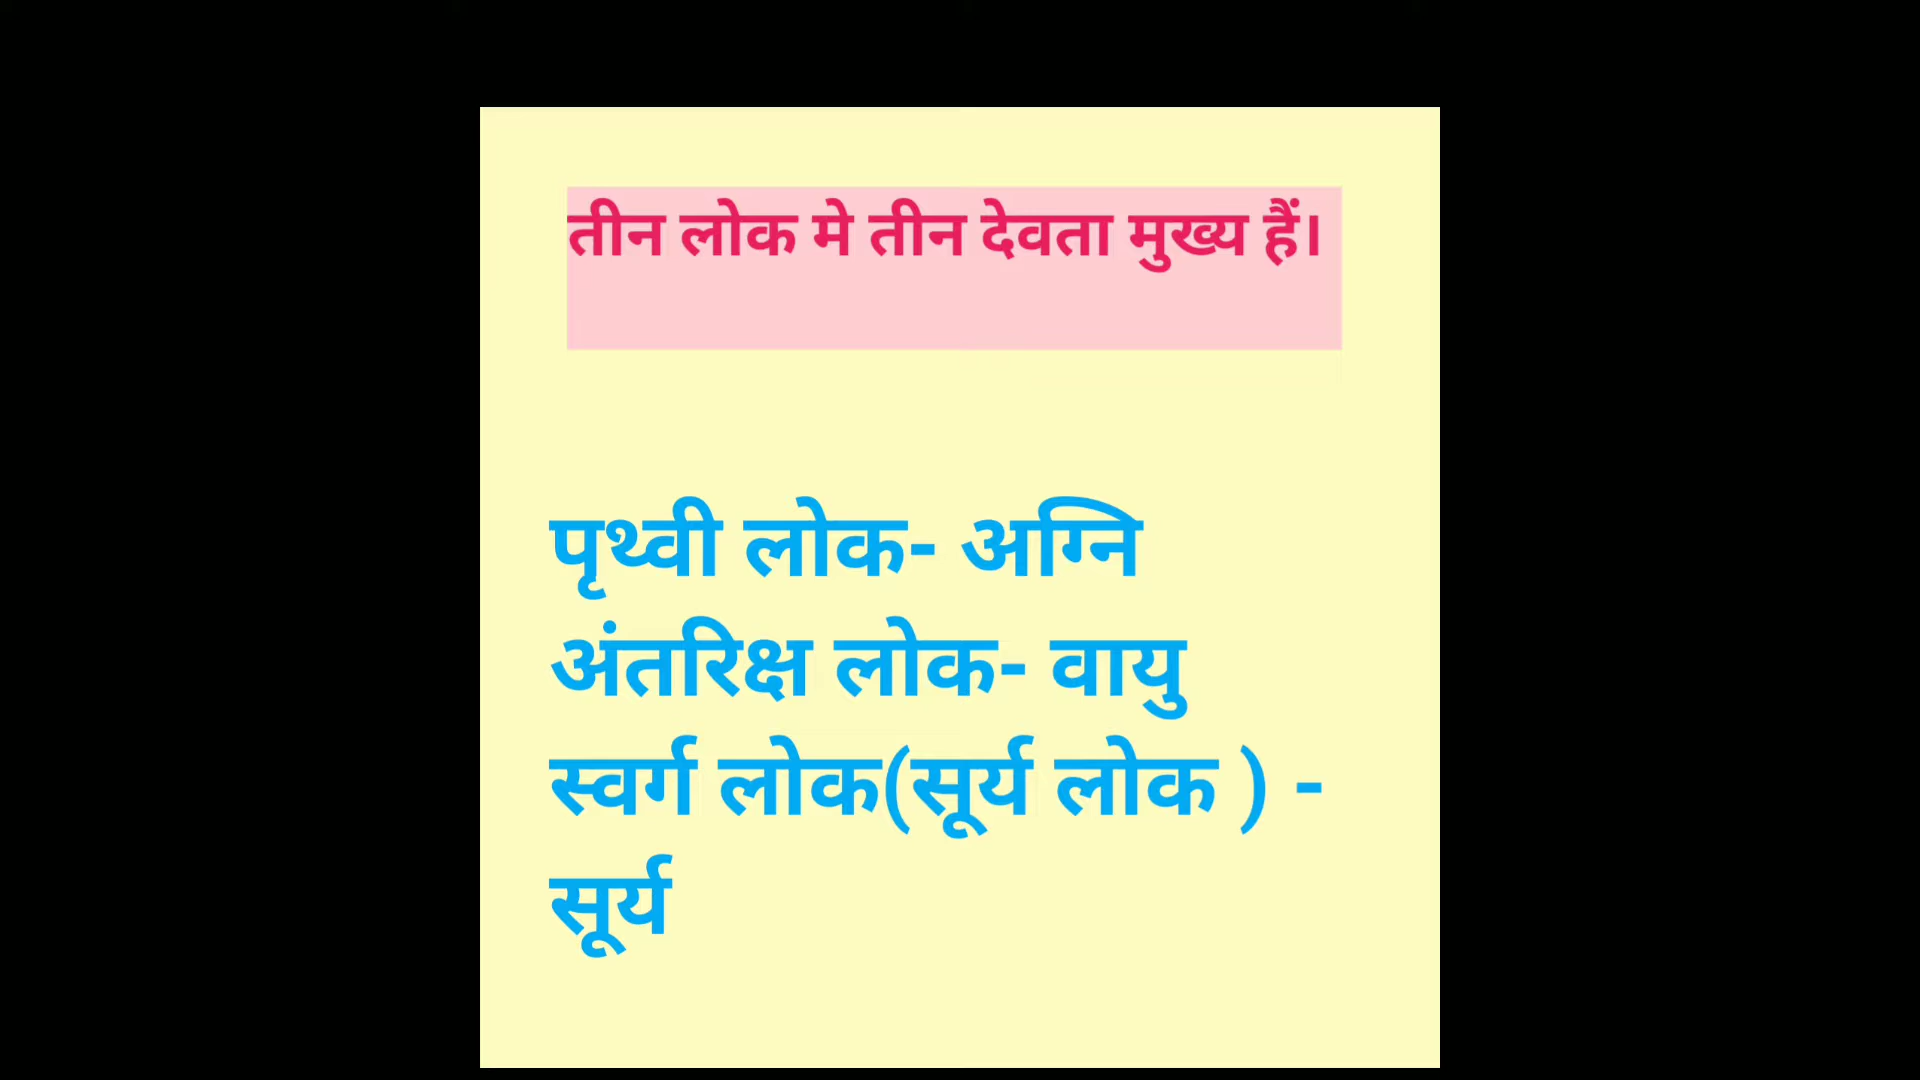 तीन लोक मे तीन देवता मुख्य हैं।
पृथ्वी लोक- अग्नि
अंतरिक्ष लोक- वायु
स्वर्ग लोक(सूर्य लोक ) -
सूर्य